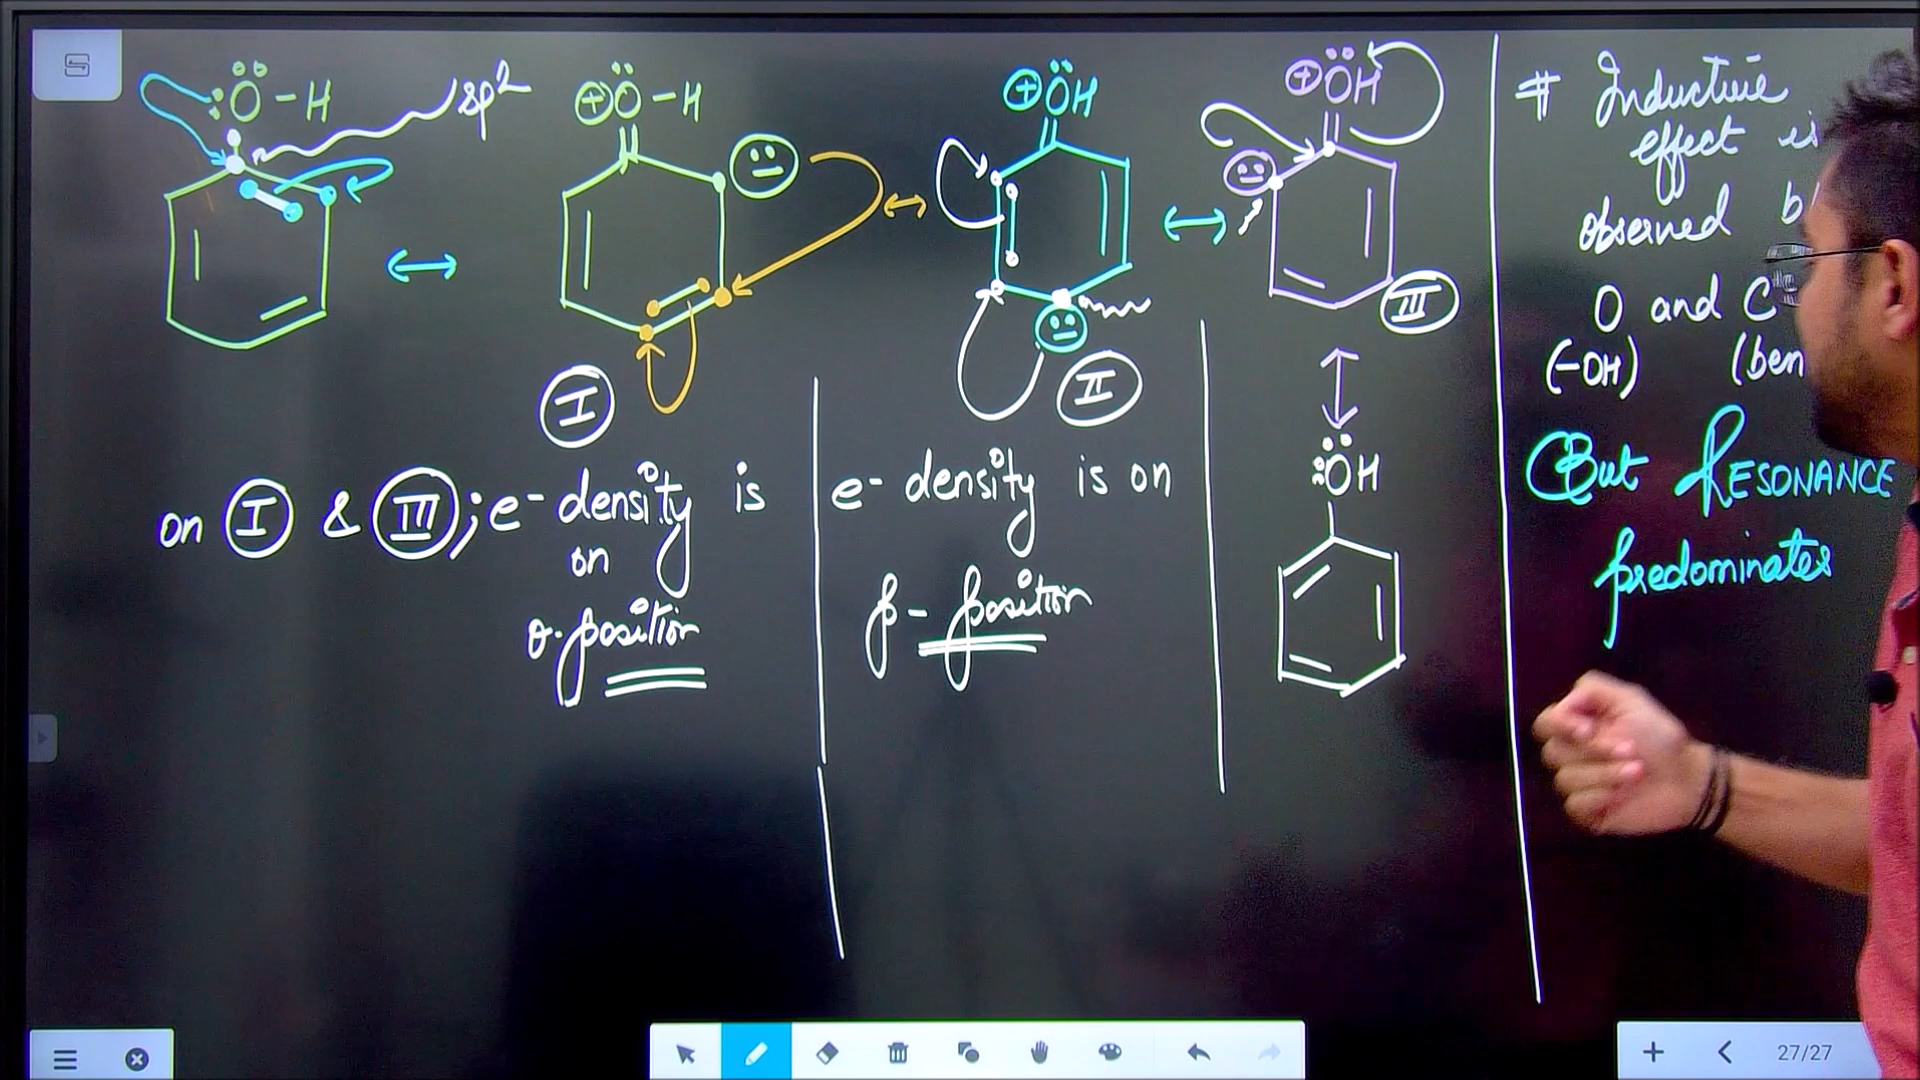 :Ö-H
sp²
⊕Ö-H
⊕ÖH
⊕ÖH
I
II
III
on I & III; e- density is
on
o-position
e- density is on
p-position
:ÖH
# Inductive
effect is
observed
O and C
(-OH)
But RESONANCE
predominates
27/27